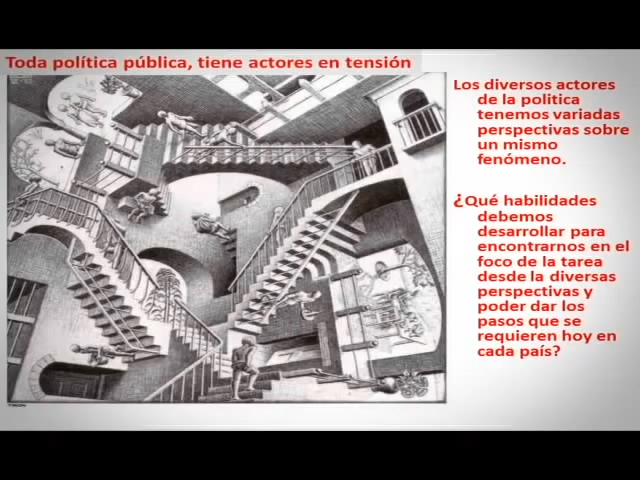 Toda política pública, tiene actores en tensión
Los diversos actores
de la politica
tenemos variadas
perspectivas sobre
un mismo
fenómeno.
¿Qué habilidades
debemos
desarrollar para
encontrarnos en el
foco de la tarea
desde la diversas
perspectivas y
poder dar los
pasos que se
requieren hoy en
cada país?